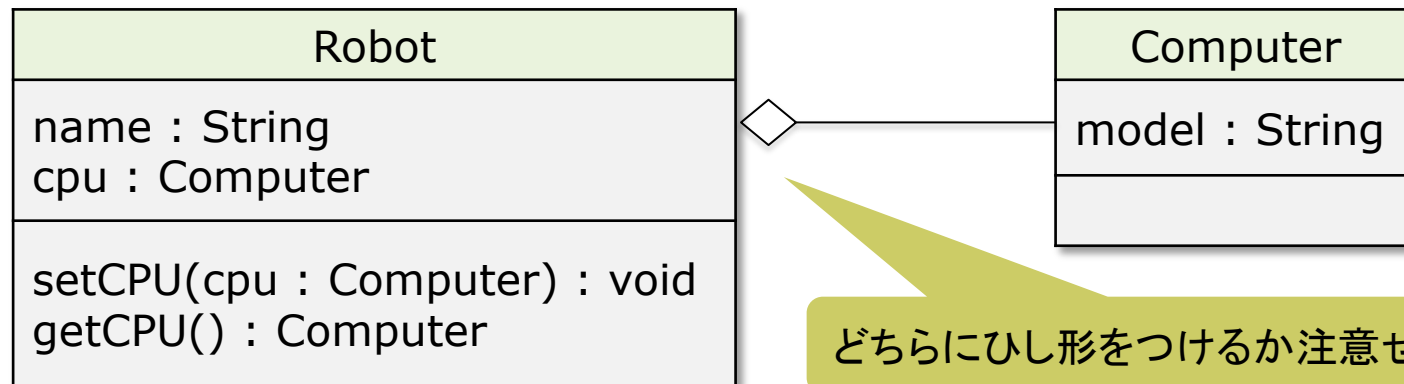 Robot
name : String
cpu : Computer
setCPU(cpu : Computer) : void
getCPU() : Computer
Computer
model : String
どちらにひし形をつけるか注意せ